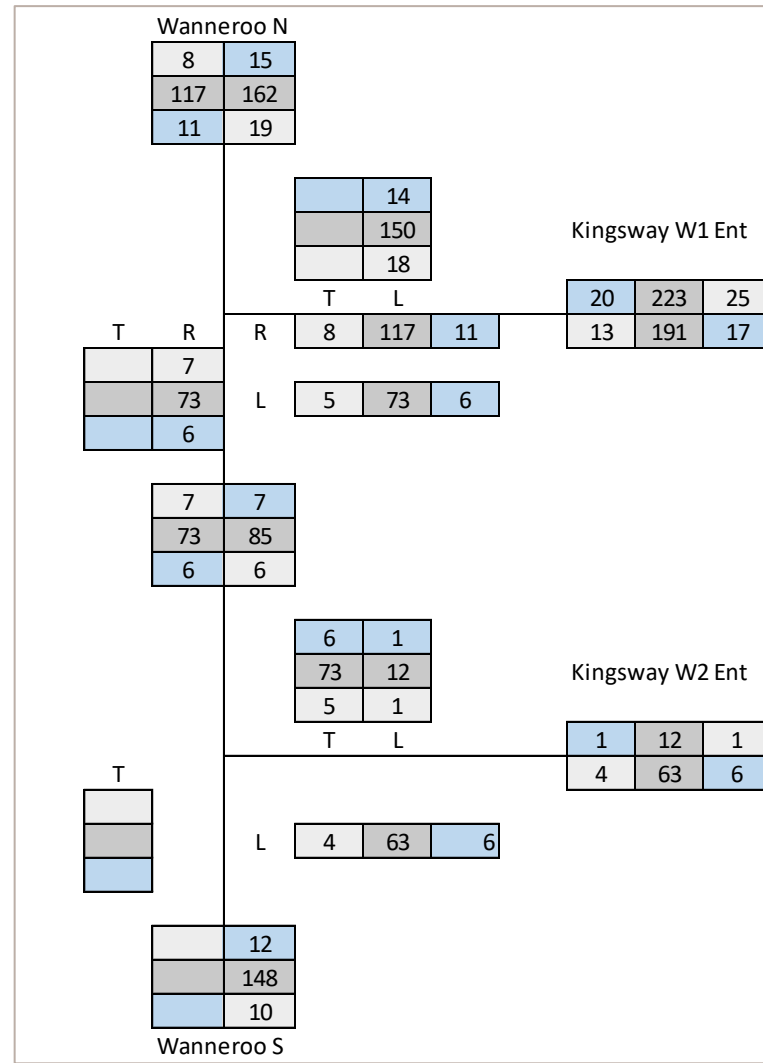 Wanneroo N
8 15
117 162
11 19
14
150 Kingsway W1 Ent
18
T L 20 223 25
T R R 8 117 11 13 191 17
7
73 L 5 73 6
6
7 7
73 85
6 6
6 1
73 12 Kingsway W2 Ent
5 1
T L 1 12 1
T 4 63 6
L 4 63 6
12
148
10
Wanneroo S